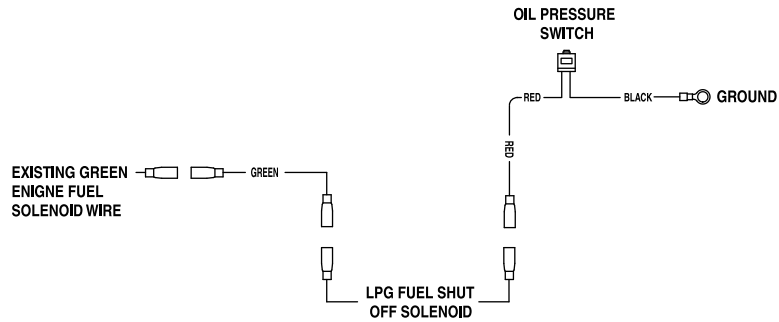 OIL PRESSURE
SWITCH
RED
BLACK
GROUND
RED
EXISTING GREEN
ENIGNE FUEL
SOLENOID WIRE
GREEN
LPG FUEL SHUT
OFF SOLENOID